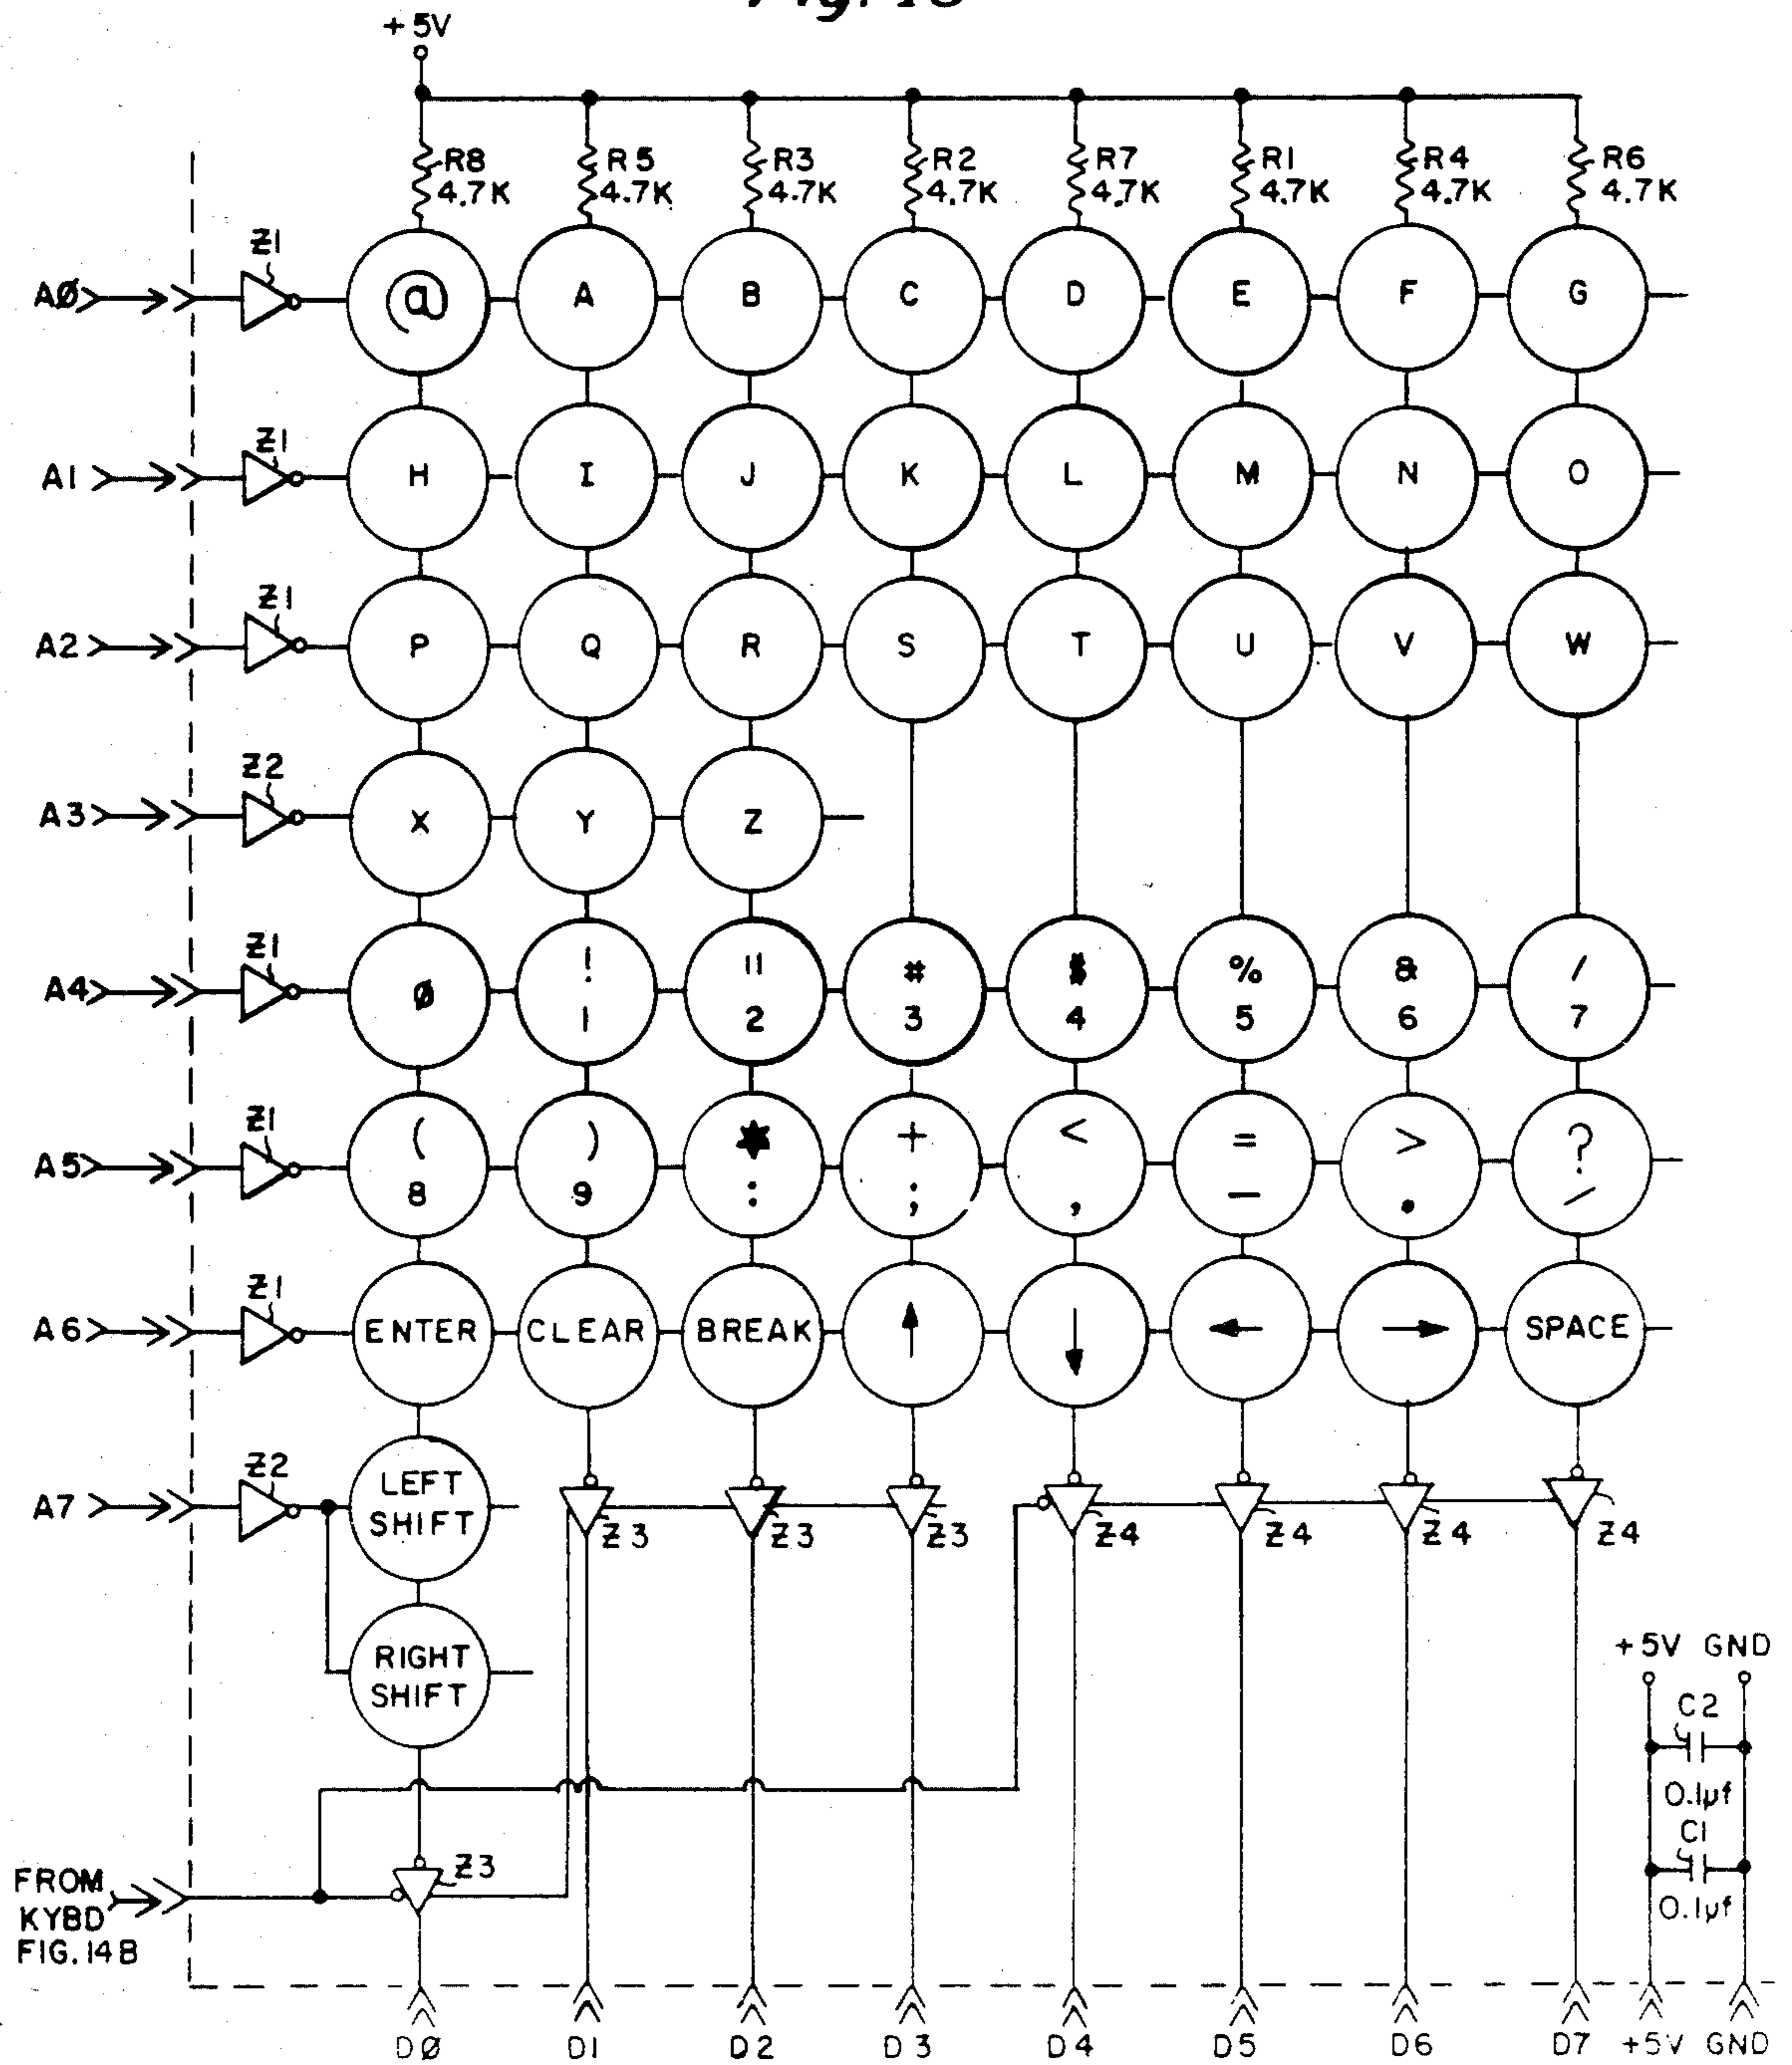 +5V
R8 R5 R3 R2 R7 R1 R4 R6
4.7K 4.7K 4.7K 4.7K 4.7K 4.7K 4.7K 4.7K
Z1
AØ @ A B C D E F G
Z1
A1 H I J K L M N O
Z1
A2 P Q R S T U V W
Z2
A3 X Y Z
Z1
! " # $ % & /
A4 Ø 1 2 3 4 5 6 7
Z1
( ) * + < = > ?
A5 8 9 : ; , – . /
Z1
A6 ENTER CLEAR BREAK ↑ ↓ ← → SPACE
Z2
A7 LEFT
SHIFT
Z3 Z3 Z3 Z4 Z4 Z4 Z4
RIGHT
SHIFT
+5V GND
C2
0.1µf
C1
0.1µf
Z3
FROM
KYBD
FIG. 14B
DØ D1 D2 D3 D4 D5 D6 D7 +5V GND